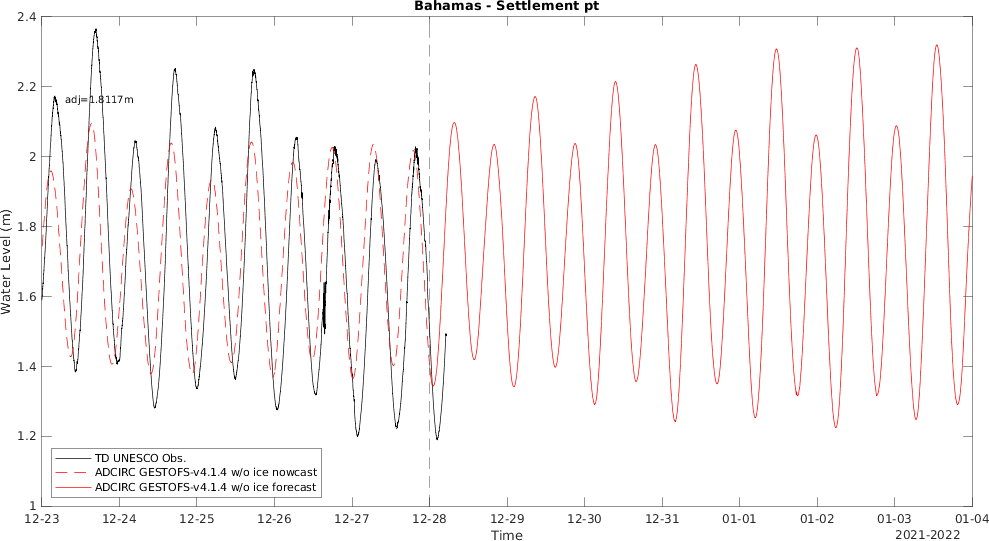 Bahamas - Settlement pt
2.4
2.2
2
1.8
1.6
1.4
1.2
1
Water Level (m)
adj=1.8117m
TD UNESCO Obs.
ADCIRC GESTOFS-v4.1.4 w/o ice nowcast
ADCIRC GESTOFS-v4.1.4 w/o ice forecast
12-23 12-24 12-25 12-26 12-27 12-28 12-29 12-30 12-31 01-01 01-02 01-03 01-04
Time
2021-2022